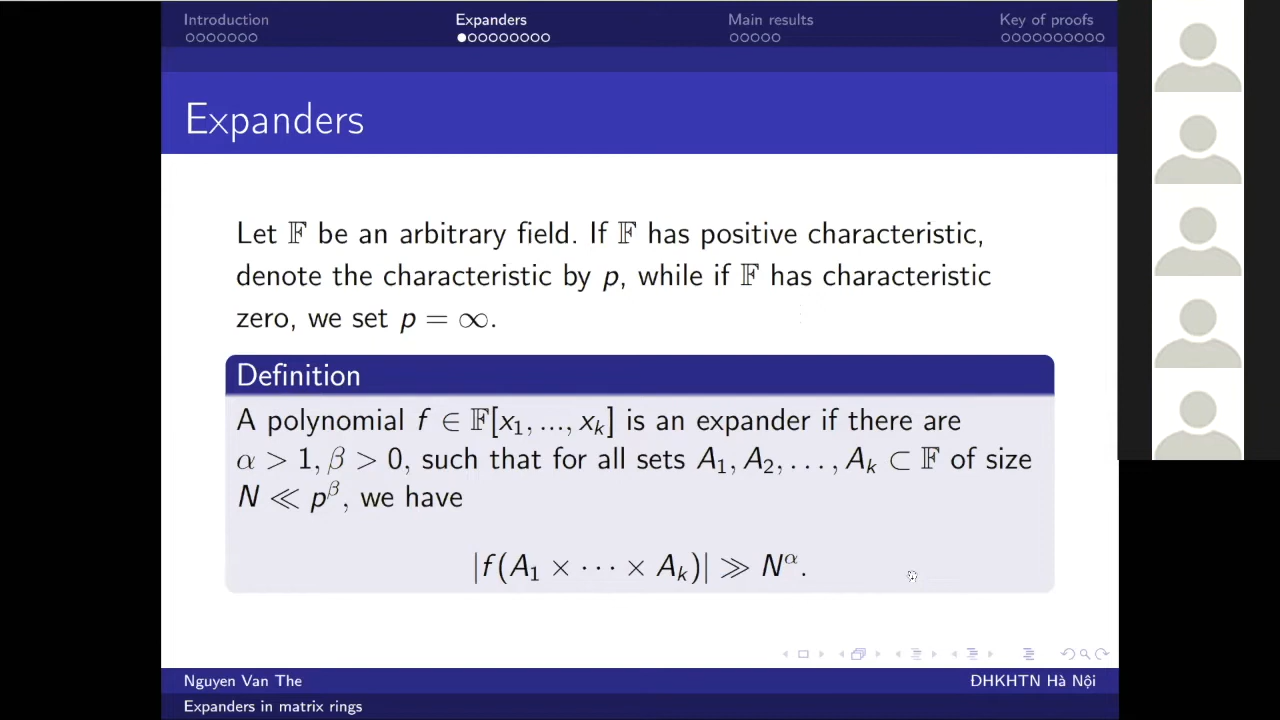 Introduction Expanders Main results Key of proofs
Expanders
Let 𝔽 be an arbitrary field. If 𝔽 has positive characteristic,
denote the characteristic by p, while if 𝔽 has characteristic
zero, we set p = ∞.
Definition
A polynomial f ∈ 𝔽[x₁, ..., xₖ] is an expander if there are
α > 1, β > 0, such that for all sets A₁, A₂, . . . , Aₖ ⊂ 𝔽 of size
N ≪ p^β, we have
|f(A₁ × · · · × Aₖ)| ≫ N^α.
Nguyen Van The ĐHKHTN Hà Nội
Expanders in matrix rings